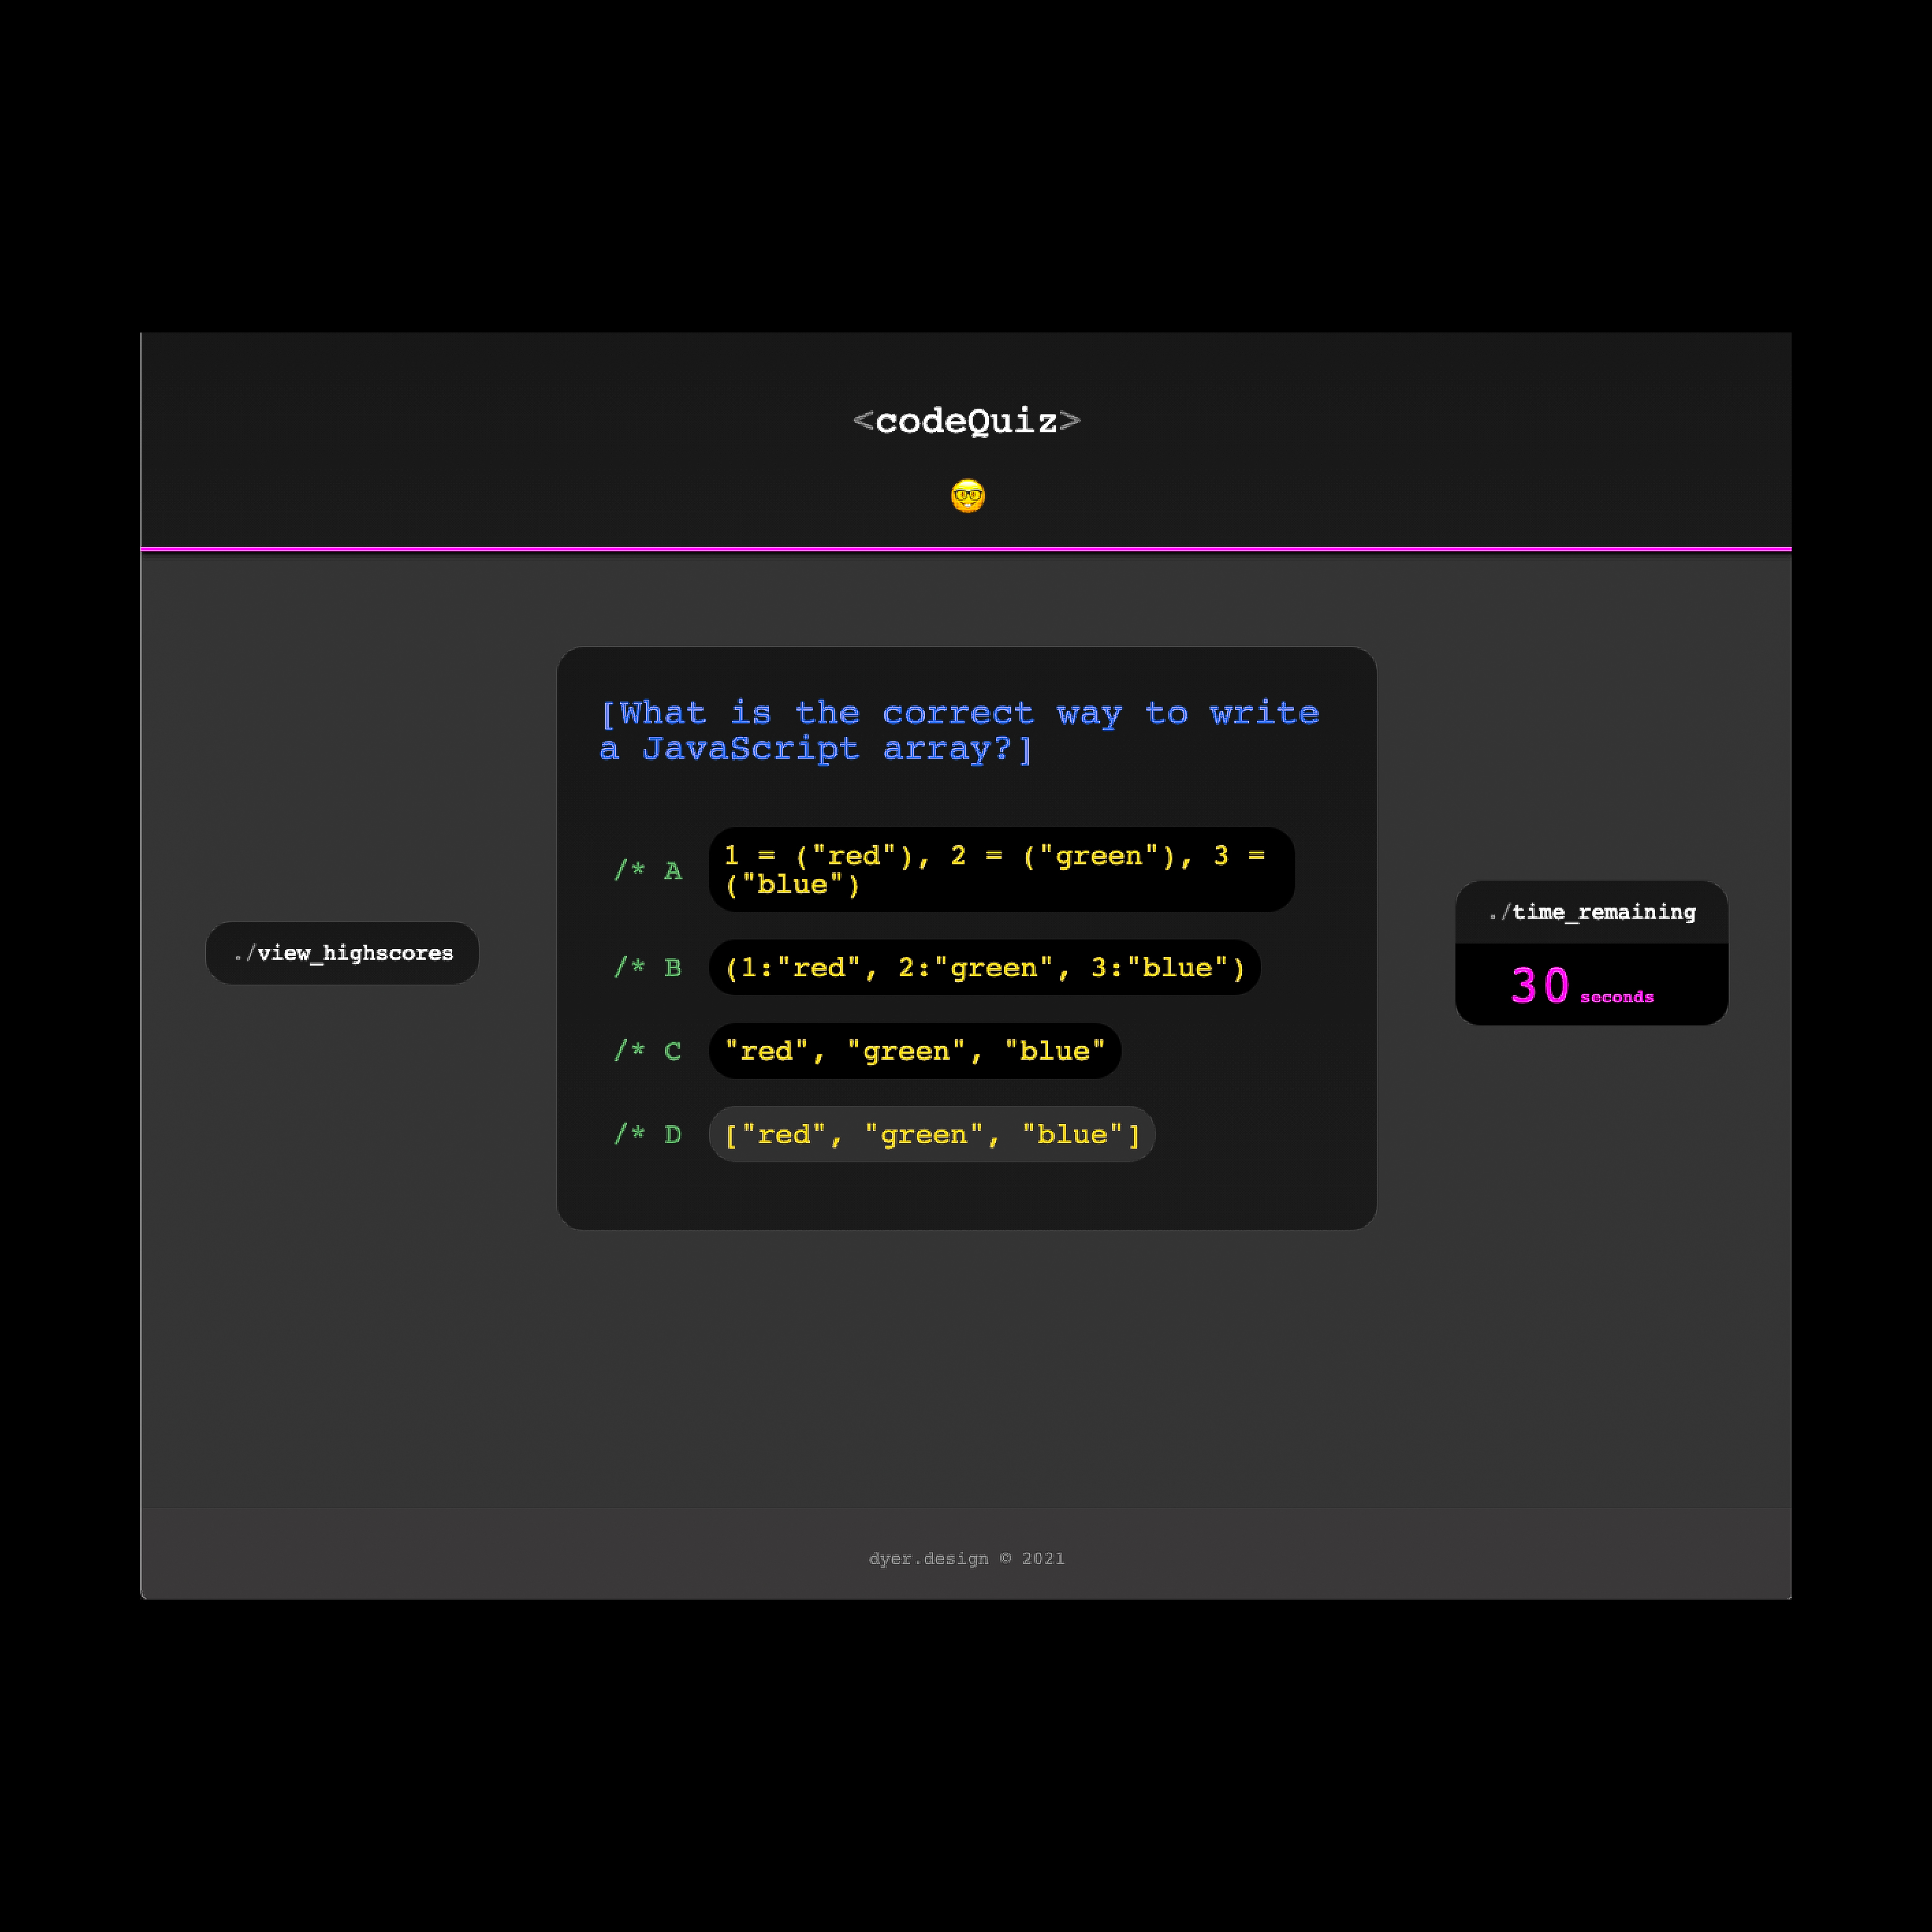 <codeQuiz>
[What is the correct way to write
a JavaScript array?]
/* A
1 = ("red"), 2 = ("green"), 3 =
("blue")
/* B
(1:"red", 2:"green", 3:"blue")
/* C
"red", "green", "blue"
/* D
["red", "green", "blue"]
./view_highscores
./time_remaining
30 seconds
dyer.design © 2021